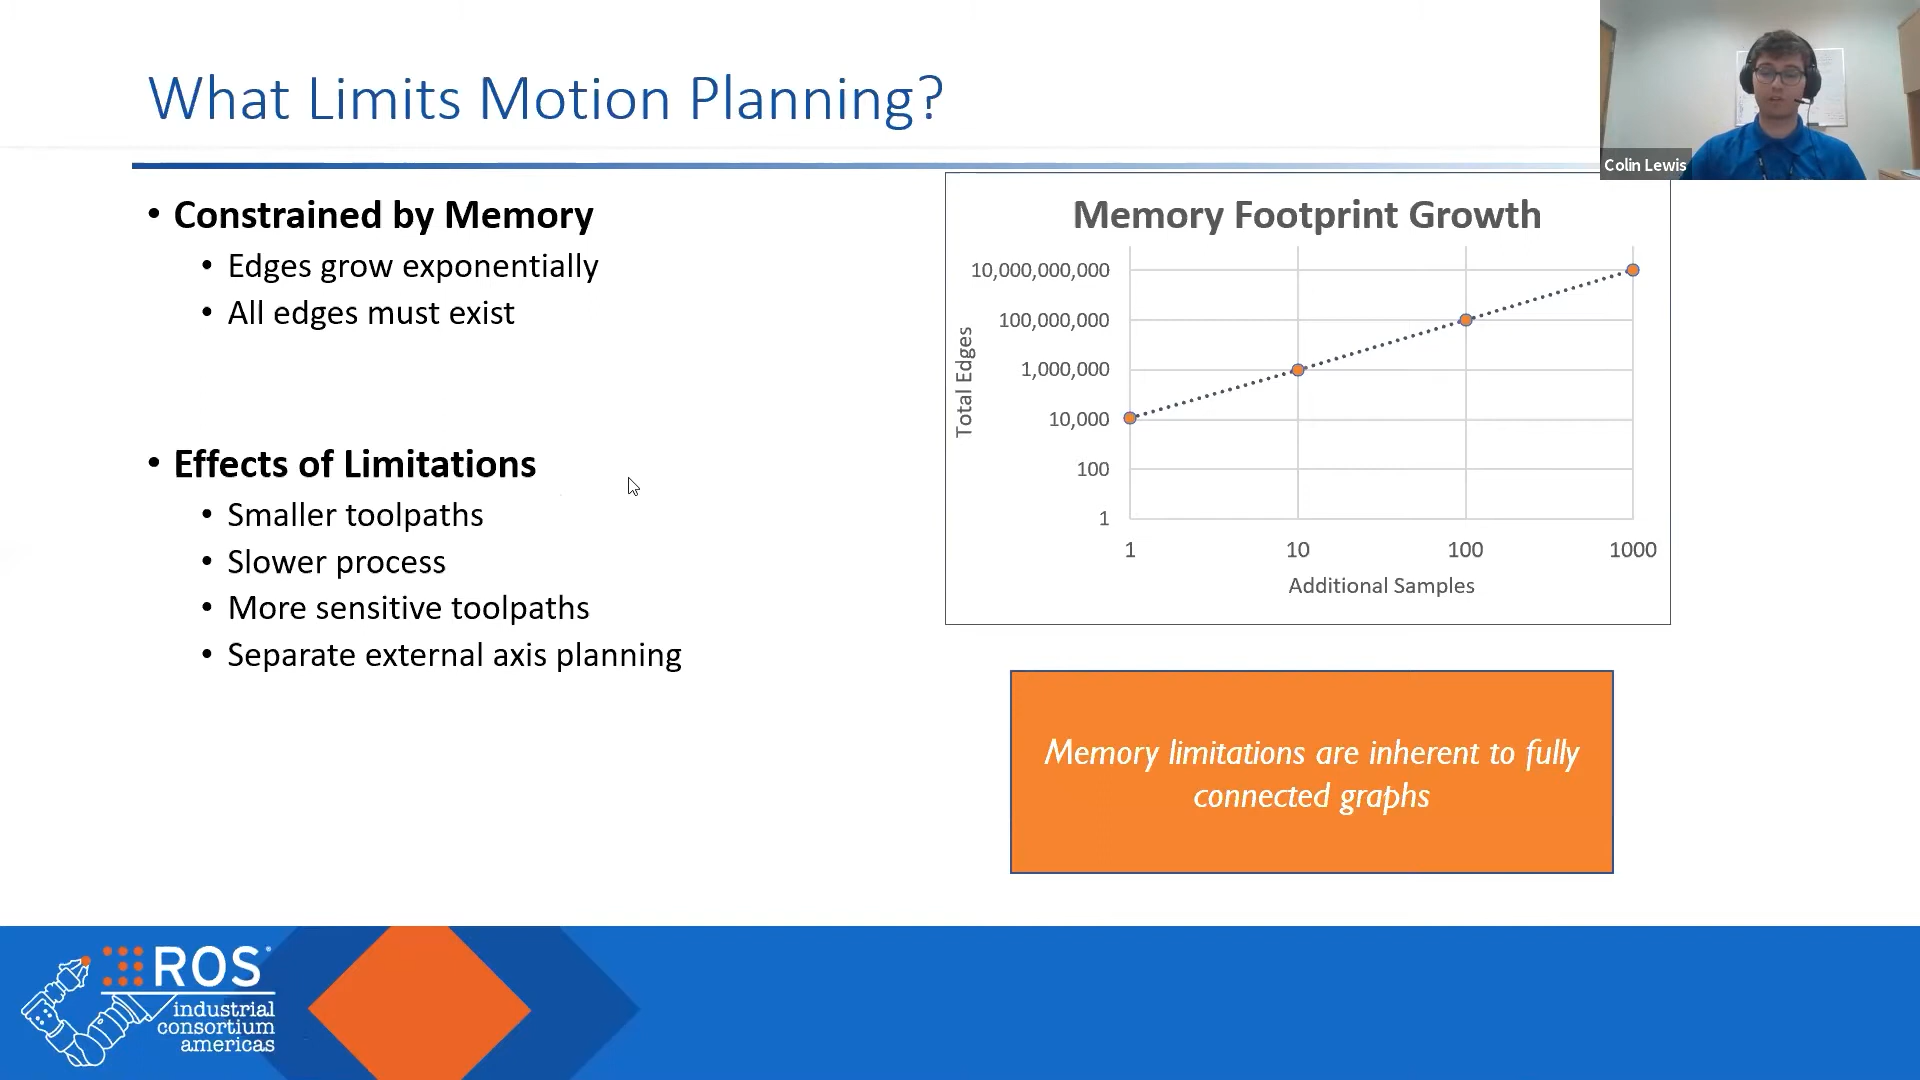 What Limits Motion Planning?
Colin Lewis
• Constrained by Memory
• Edges grow exponentially
• All edges must exist
• Effects of Limitations
• Smaller toolpaths
• Slower process
• More sensitive toolpaths
• Separate external axis planning
Memory Footprint Growth
Total Edges
10,000,000,000
100,000,000
1,000,000
10,000
100
1
1 10 100 1000
Additional Samples
Memory limitations are inherent to fully
connected graphs
ROS
industrial
consortium
americas